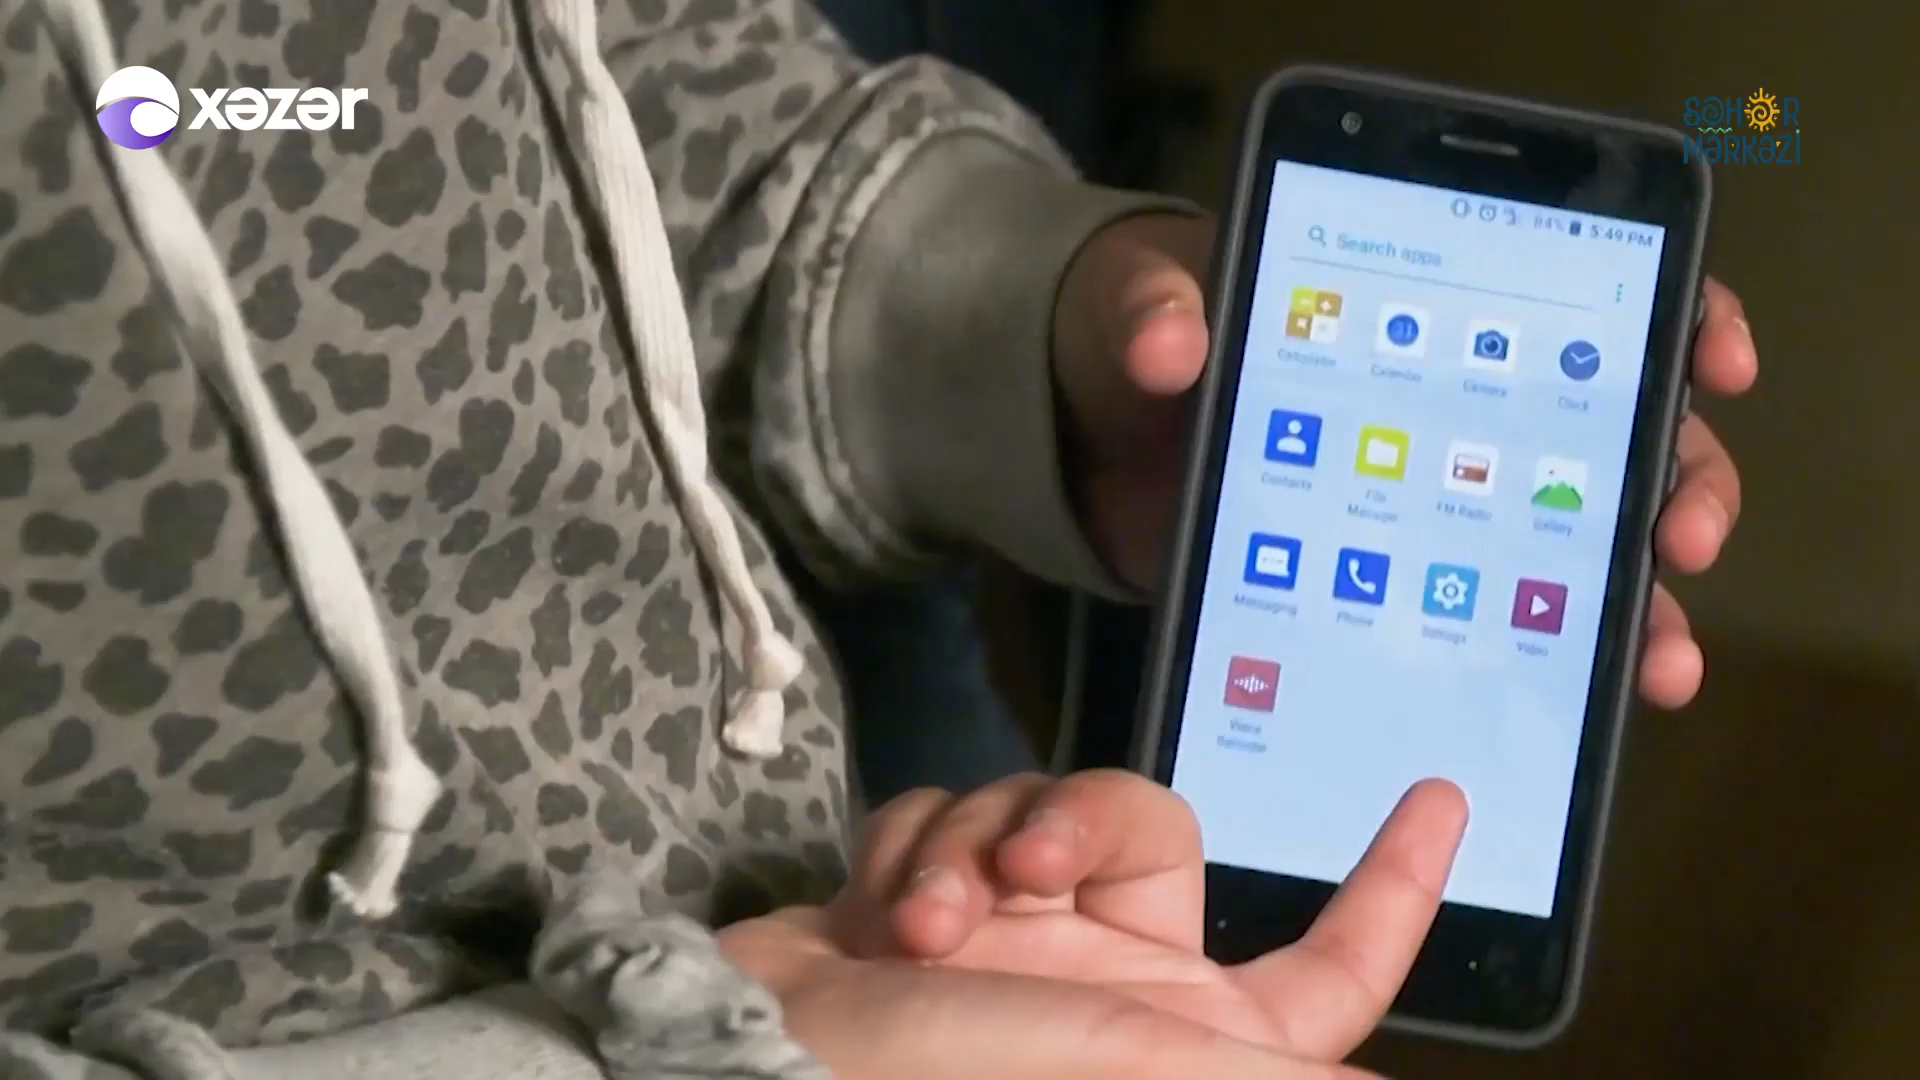 xəzər
SƏHƏR
MƏRKƏZİ
84% 5:49 PM
Search apps
Calculator Calendar Camera Clock
Contacts File Manager FM Radio Gallery
Messaging Phone Settings Video
Voice Recorder